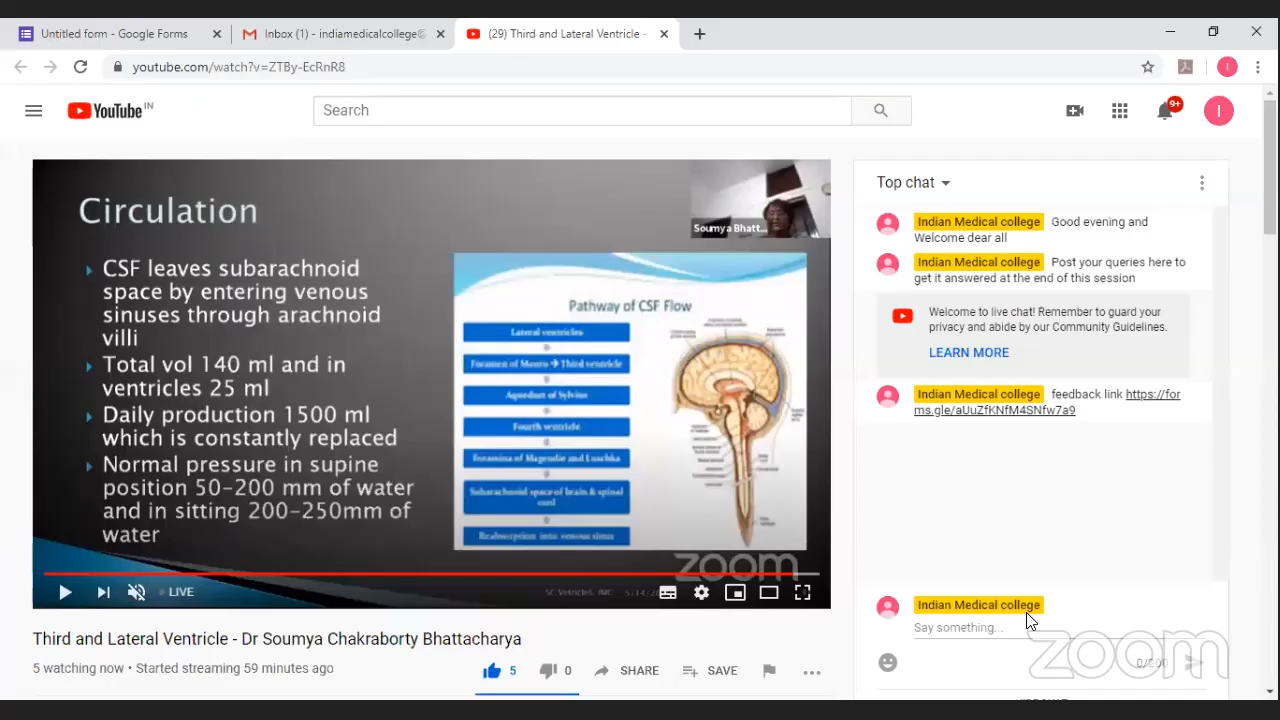 Untitled form - Google Forms
Inbox (1) - indiamedicalcollege@
(29) Third and Lateral Ventricle -
youtube.com/watch?v=ZTBy-EcRnR8
I
YouTube IN
Search
9+
I
Circulation
Soumya Bhatt...
CSF leaves subarachnoid
space by entering venous
sinuses through arachnoid
villi
Total vol 140 ml and in
ventricles 25 ml
Daily production 1500 ml
which is constantly replaced
Normal pressure in supine
position 50-200 mm of water
and in sitting 200-250mm of
water
Pathway of CSF Flow
Lateral ventricles
Foramen of Monro → Third ventricle
Aqueduct of Sylvius
Fourth ventricle
Foramina of Magendie and Luschka
Subarachnoid space of brain & spinal
cord
Reabsorption into venous sinus
zoom
LIVE
Third and Lateral Ventricle - Dr Soumya Chakraborty Bhattacharya
5 watching now • Started streaming 59 minutes ago
5
0
SHARE
SAVE
Top chat
Indian Medical college Good evening and
Welcome dear all
Indian Medical college Post your queries here to
get it answered at the end of this session
Welcome to live chat! Remember to guard your
privacy and abide by our Community Guidelines.
LEARN MORE
Indian Medical college feedback link https://for
ms.gle/aUuZfKNfM4SNfw7a9
Indian Medical college
Say something...
zoom